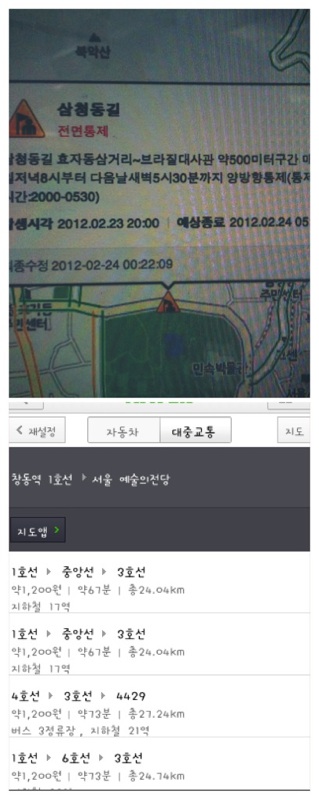 북악산
삼청동길
전면통제
삼청동길 효자동삼거리~브라질대사관 약500미터구간
저녁8시부터 다음날새벽5시30분까지 양방향통제(통제
간:2000-0530)
생시각 2012.02.23 20:00 | 예상종료 2012.02.24 05
종수정 2012-02-24 00:22:09
주민센터
민센터
민속박물
재설정
자동차
대중교통
지도
창동역 1호선 › 서울 예술의전당
지도앱 >
1호선 ▸ 중앙선 ▸ 3호선
약1,200원 | 약67분 | 총24.04km
지하철 17역
1호선 ▸ 중앙선 ▸ 3호선
약1,200원 | 약67분 | 총24.04km
지하철 17역
4호선 ▸ 3호선 ▸ 4429
약1,200원 | 약73분 | 총27.24km
버스 3정류장 , 지하철 21역
1호선 ▸ 6호선 ▸ 3호선
약1,200원 | 약73분 | 총24.74km